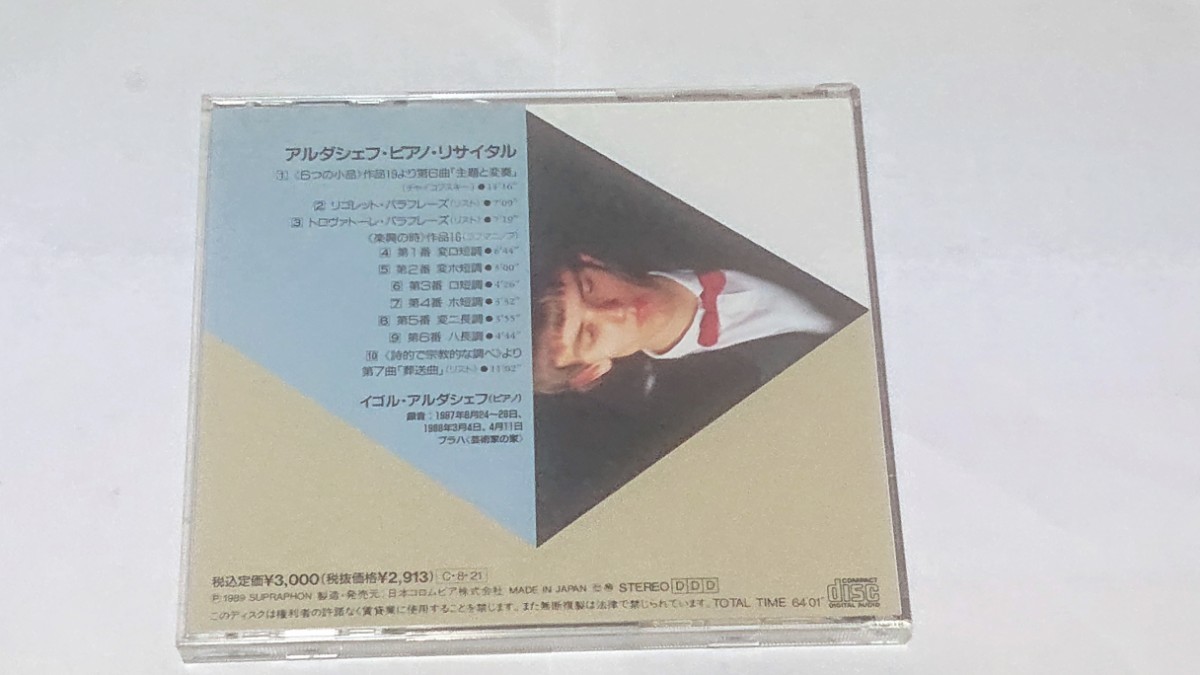 アルダシェフ・ピアノ・リサイタル
1 《6つの小品》作品19より第6曲「主題と変奏」
(チャイコフスキー)●11'16"
2 リゴレット・パラフレーズ(リスト)●7'09"
3 トロヴァトーレ・パラフレーズ(リスト)●7'19"
《楽興の時》作品16(ラフマニノフ)
4 第1番 変ロ短調●6'44"
5 第2番 変ホ短調●3'00"
6 第3番 ロ短調●4'26"
7 第4番 ホ短調●3'32"
8 第5番 変ニ長調●3'55"
9 第6番 ハ長調●4'44"
10 《詩的で宗教的な調べ》より
第7曲「葬送曲」(リスト)●11'02"
イゴル・アルダシェフ(ピアノ)
録音:1987年6月24〜26日、
1988年3月4日、4月11日
プラハ〈芸術家の家〉
税込定価¥3,000(税抜価格¥2,913) C・8・21
℗1989 SUPRAPHON 製造・発売元:日本コロムビア株会社 MADE IN JAPAN STEREO DDD
このディスクは権利者の許諾なく賃貸業に使用することを禁じます。また無断複製は法律で禁じられています。 TOTAL TIME 64'01"
COMPACT
disc
DIGITAL AUDIO